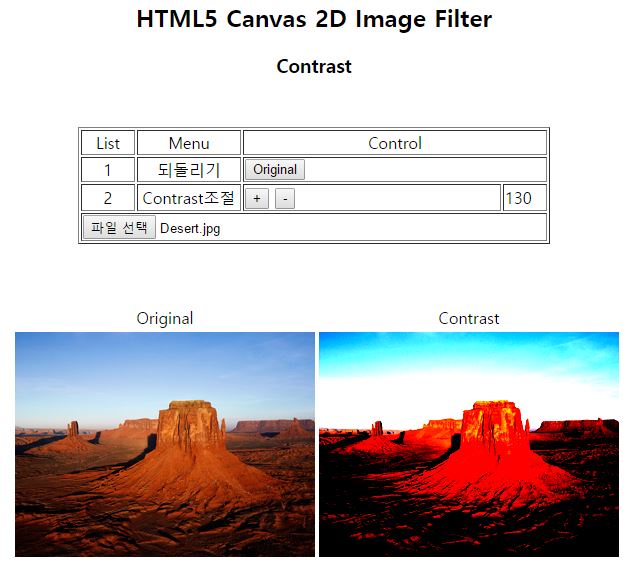 HTML5 Canvas 2D Image Filter
Contrast
List Menu Control
1 되돌리기 Original
2 Contrast조절 + - 130
파일 선택 Desert.jpg
Original Contrast